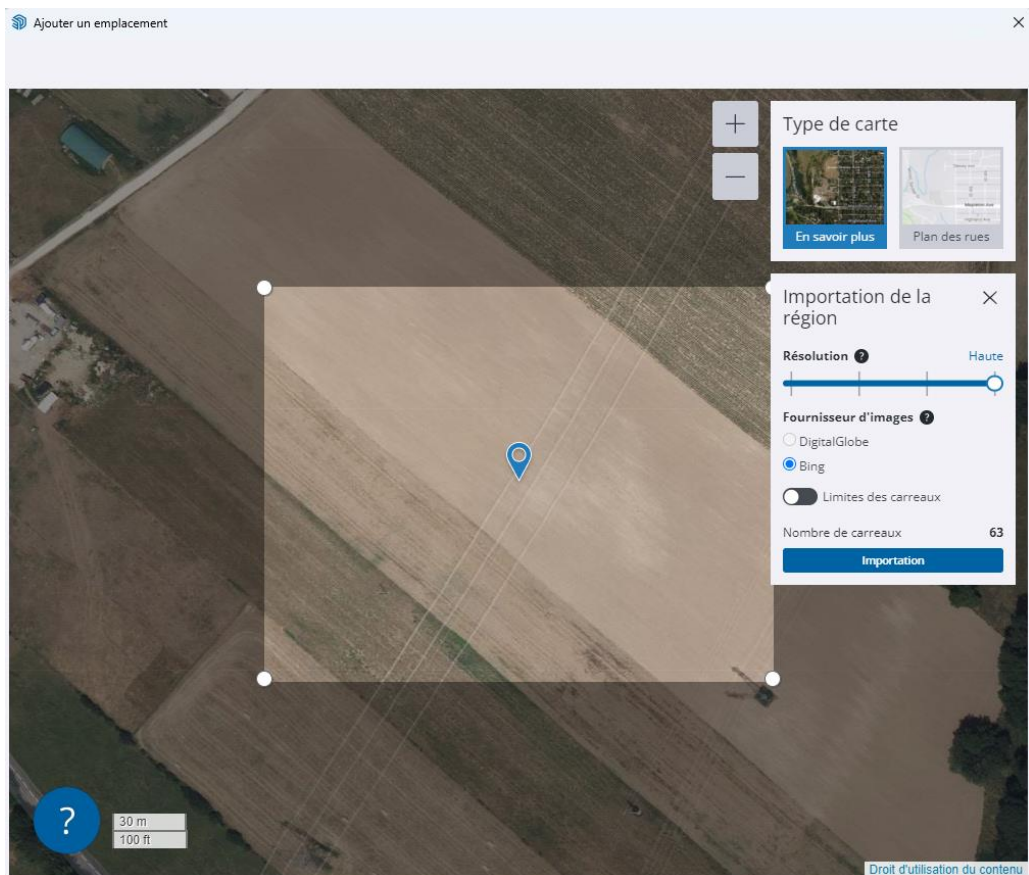 Ajouter un emplacement
Type de carte
En savoir plus
Plan des rues
Importation de la
région
Résolution ?
Haute
Fournisseur d'images ?
DigitalGlobe
Bing
Limites des carreaux
Nombre de carreaux
63
Importation
?
30 m
100 ft
Droit d'utilisation du contenu